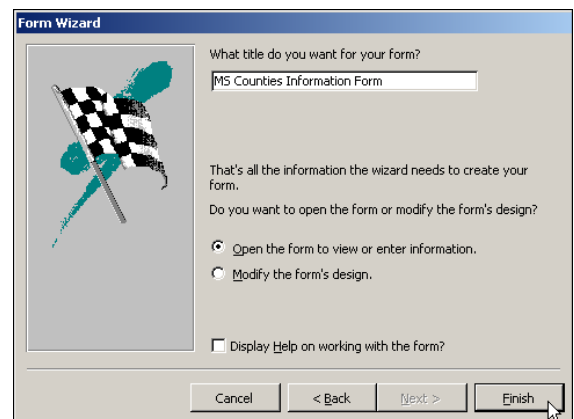 Form Wizard
What title do you want for your form?
MS Counties Information Form
That's all the information the wizard needs to create your
form.
Do you want to open the form or modify the form's design?
Open the form to view or enter information.
Modify the form's design.
Display Help on working with the form?
Cancel
< Back
Next >
Finish